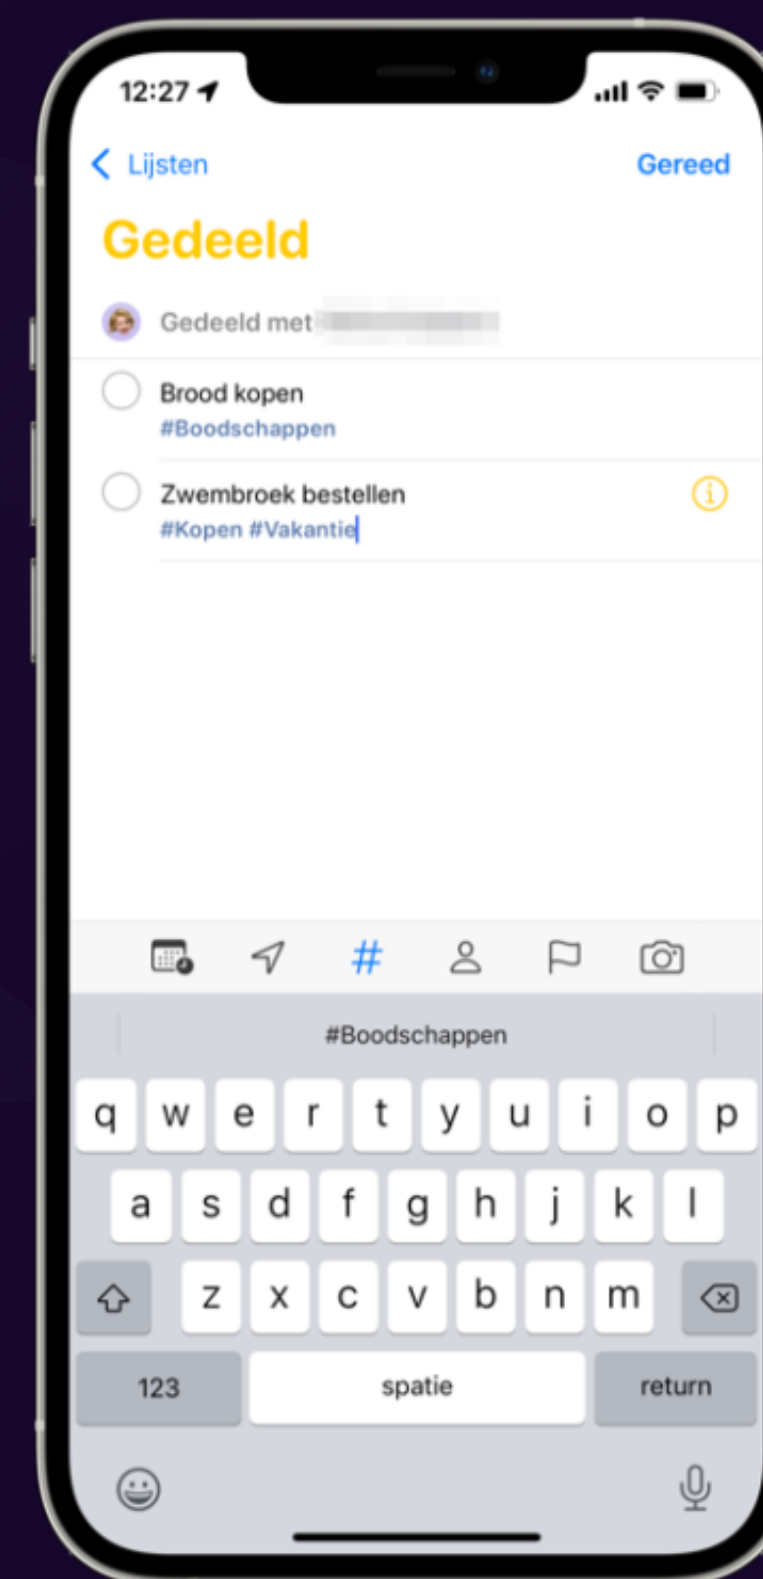 12:27
Lijsten
Gereed
Gedeeld
Gedeeld met
Brood kopen
#Boodschappen
Zwembroek bestellen
#Kopen #Vakantie
#
#Boodschappen
q w e r t y u i o p
a s d f g h j k l
z x c v b n m
123 spatie return